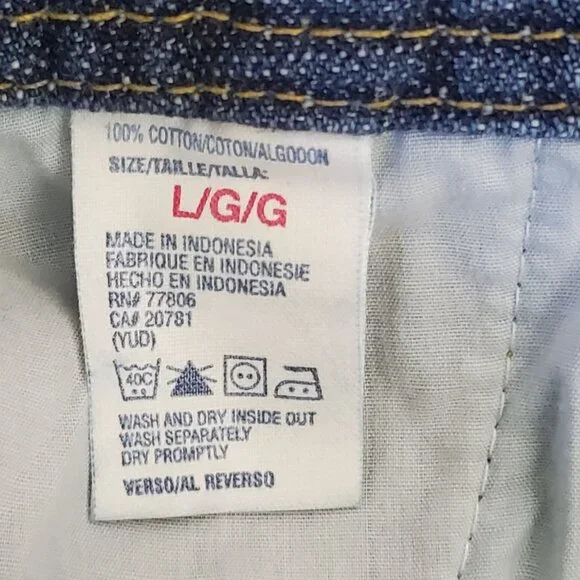 100% COTTON/COTON/ALGODON
SIZE/TAILLE/TALLA:
L/G/G
MADE IN INDONESIA
FABRIQUE EN INDONESIE
HECHO EN INDONESIA
RN# 77806
CA# 20781
(YUD)
40C
WASH AND DRY INSIDE OUT
WASH SEPARATELY
DRY PROMPTLY
VERSO/AL REVERSO